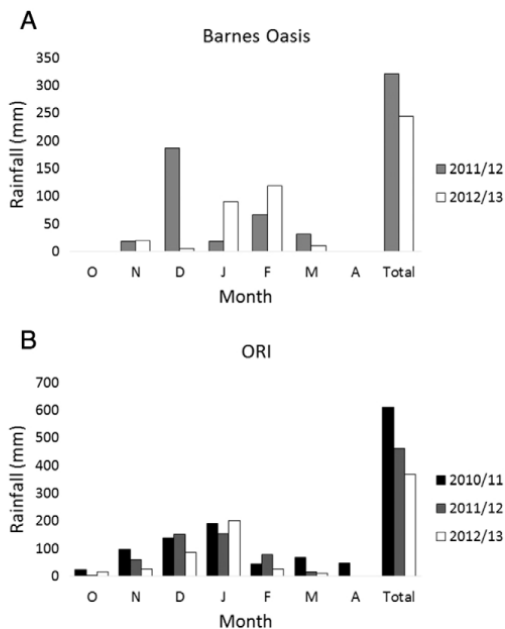 A
Barnes Oasis
350
300
250
200
150
100
50
0
Rainfall (mm)
O N D J F M A Total
Month
2011/12
2012/13
B
ORI
700
600
500
400
300
200
100
0
Rainfall (mm)
O N D J F M A Total
Month
2010/11
2011/12
2012/13